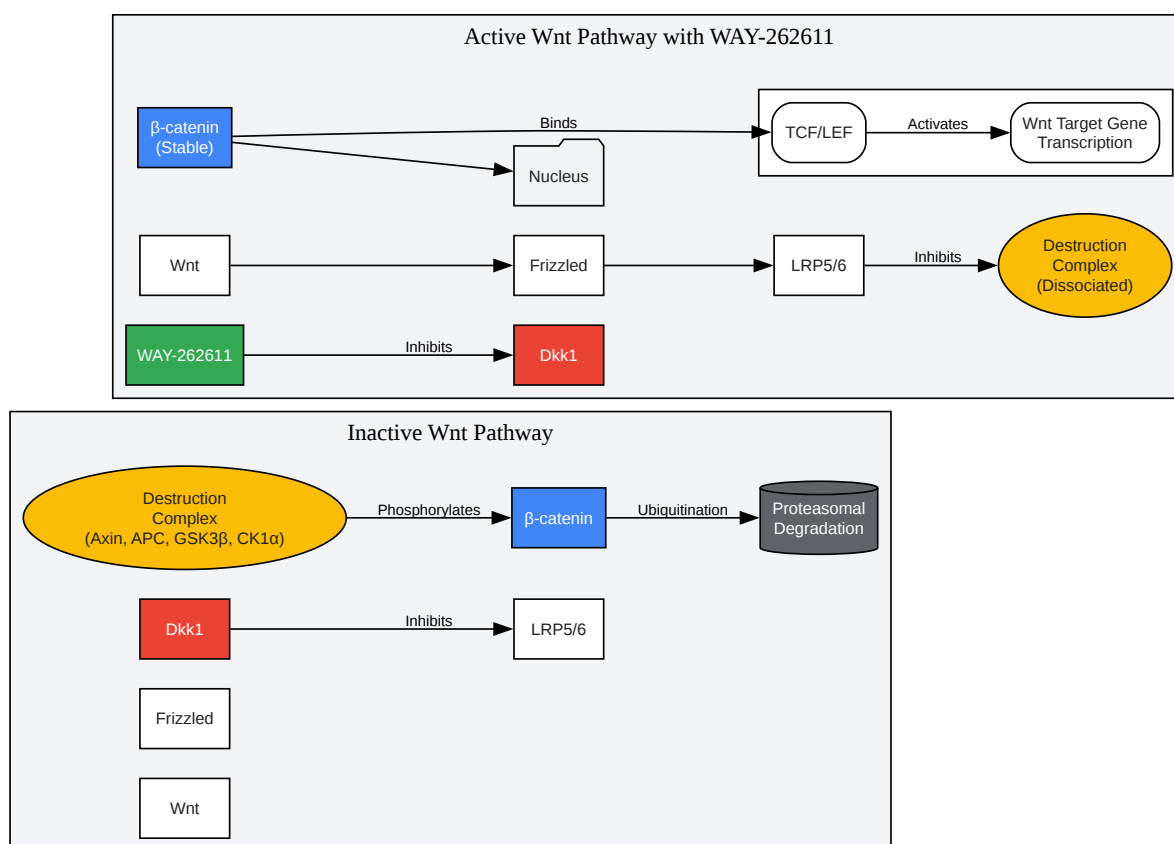 Active Wnt Pathway with WAY-262611
β-catenin
(Stable)
Binds
TCF/LEF
Activates
Wnt Target Gene
Transcription
Nucleus
Wnt
Frizzled
LRP5/6
Inhibits
Destruction
Complex
(Dissociated)
WAY-262611
Inhibits
Dkk1
Inactive Wnt Pathway
Destruction
Complex
(Axin, APC, GSK3β, CK1α)
Phosphorylates
β-catenin
Ubiquitination
Proteasomal
Degradation
Dkk1
Inhibits
LRP5/6
Frizzled
Wnt